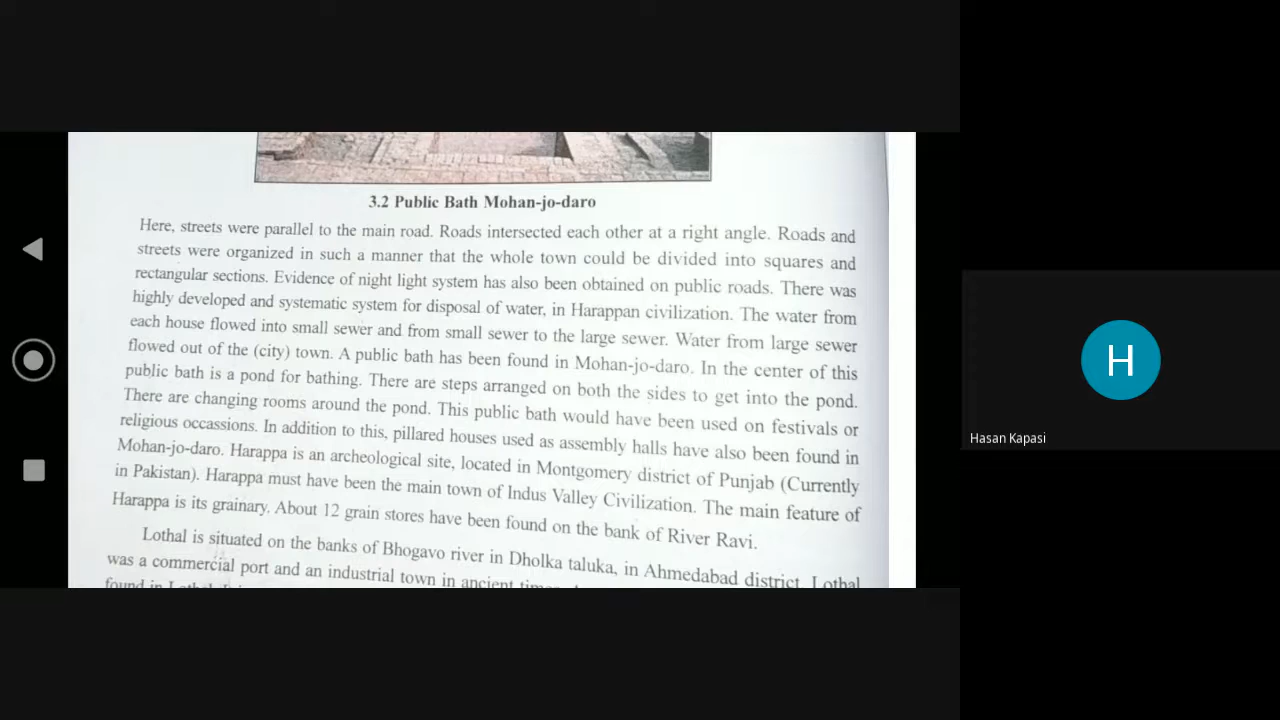 3.2 Public Bath Mohan-jo-daro
Here, streets were parallel to the main road. Roads intersected each other at a right angle. Roads and
streets were organized in such a manner that the whole town could be divided into squares and
rectangular sections. Evidence of night light system has also been obtained on public roads. There was
highly developed and systematic system for disposal of water, in Harappan civilization. The water from
each house flowed into small sewer and from small sewer to the large sewer. Water from large sewer
flowed out of the (city) town. A public bath has been found in Mohan-jo-daro. In the center of this
public bath is a pond for bathing. There are steps arranged on both the sides to get into the pond.
There are changing rooms around the pond. This public bath would have been used on festivals or
religious occassions. In addition to this, pillared houses used as assembly halls have also been found in
Mohan-jo-daro. Harappa is an archeological site, located in Montgomery district of Punjab (Currently
in Pakistan). Harappa must have been the main town of Indus Valley Civilization. The main feature of
Harappa is its grainary. About 12 grain stores have been found on the bank of River Ravi.
Lothal is situated on the banks of Bhogavo river in Dholka taluka, in Ahmedabad district. Lothal
was a commercial port and an industrial town in ancient
found in
H
Hasan Kapasi